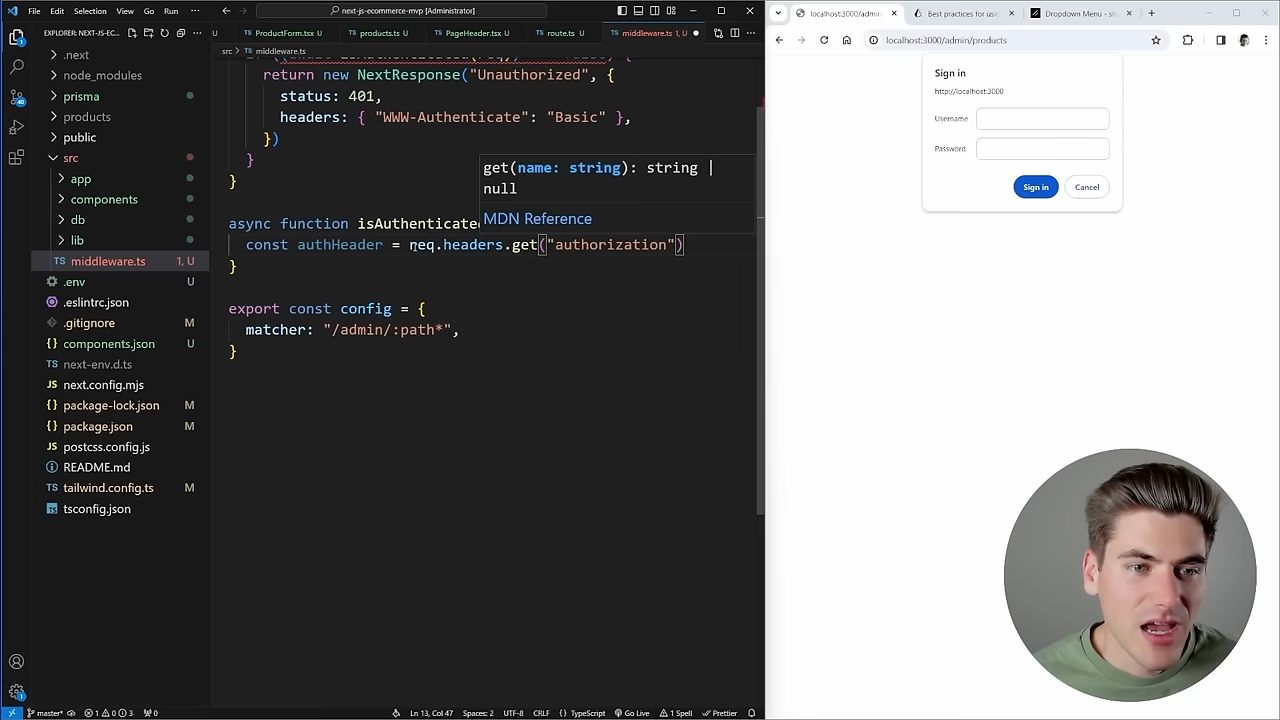 File Edit Selection View Go Run ···
next-js-ecommerce-mvp [Administrator]
EXPLORER: NEXT-JS-EC...
ProductForm.tsx U
products.ts U
PageHeader.tsx U
route.ts U
middleware.ts 1, U
src > middleware.ts
.next
node_modules
prisma
products
public
src
app
components
db
lib
middleware.ts 1, U
.env U
.eslintrc.json
.gitignore M
components.json U
next-env.d.ts
next.config.mjs
package-lock.json M
package.json M
postcss.config.js
README.md
tailwind.config.ts M
tsconfig.json
return new NextResponse("Unauthorized", {
status: 401,
headers: { "WWW-Authenticate": "Basic" },
})
}
}
get(name: string): string |
null
MDN Reference
async function isAuthenticated
const authHeader = req.headers.get("authorization")
}
export const config = {
matcher: "/admin/:path*",
}
master* 1 0 3 0
Ln 13, Col 47 Spaces: 2 UTF-8 CRLF {} TypeScript Go Live 1 Spell Prettier
localhost:3000/admin
Best practices for usin
Dropdown Menu - sh
localhost:3000/admin/products
Sign in
http://localhost:3000
Username
Password
Sign in Cancel